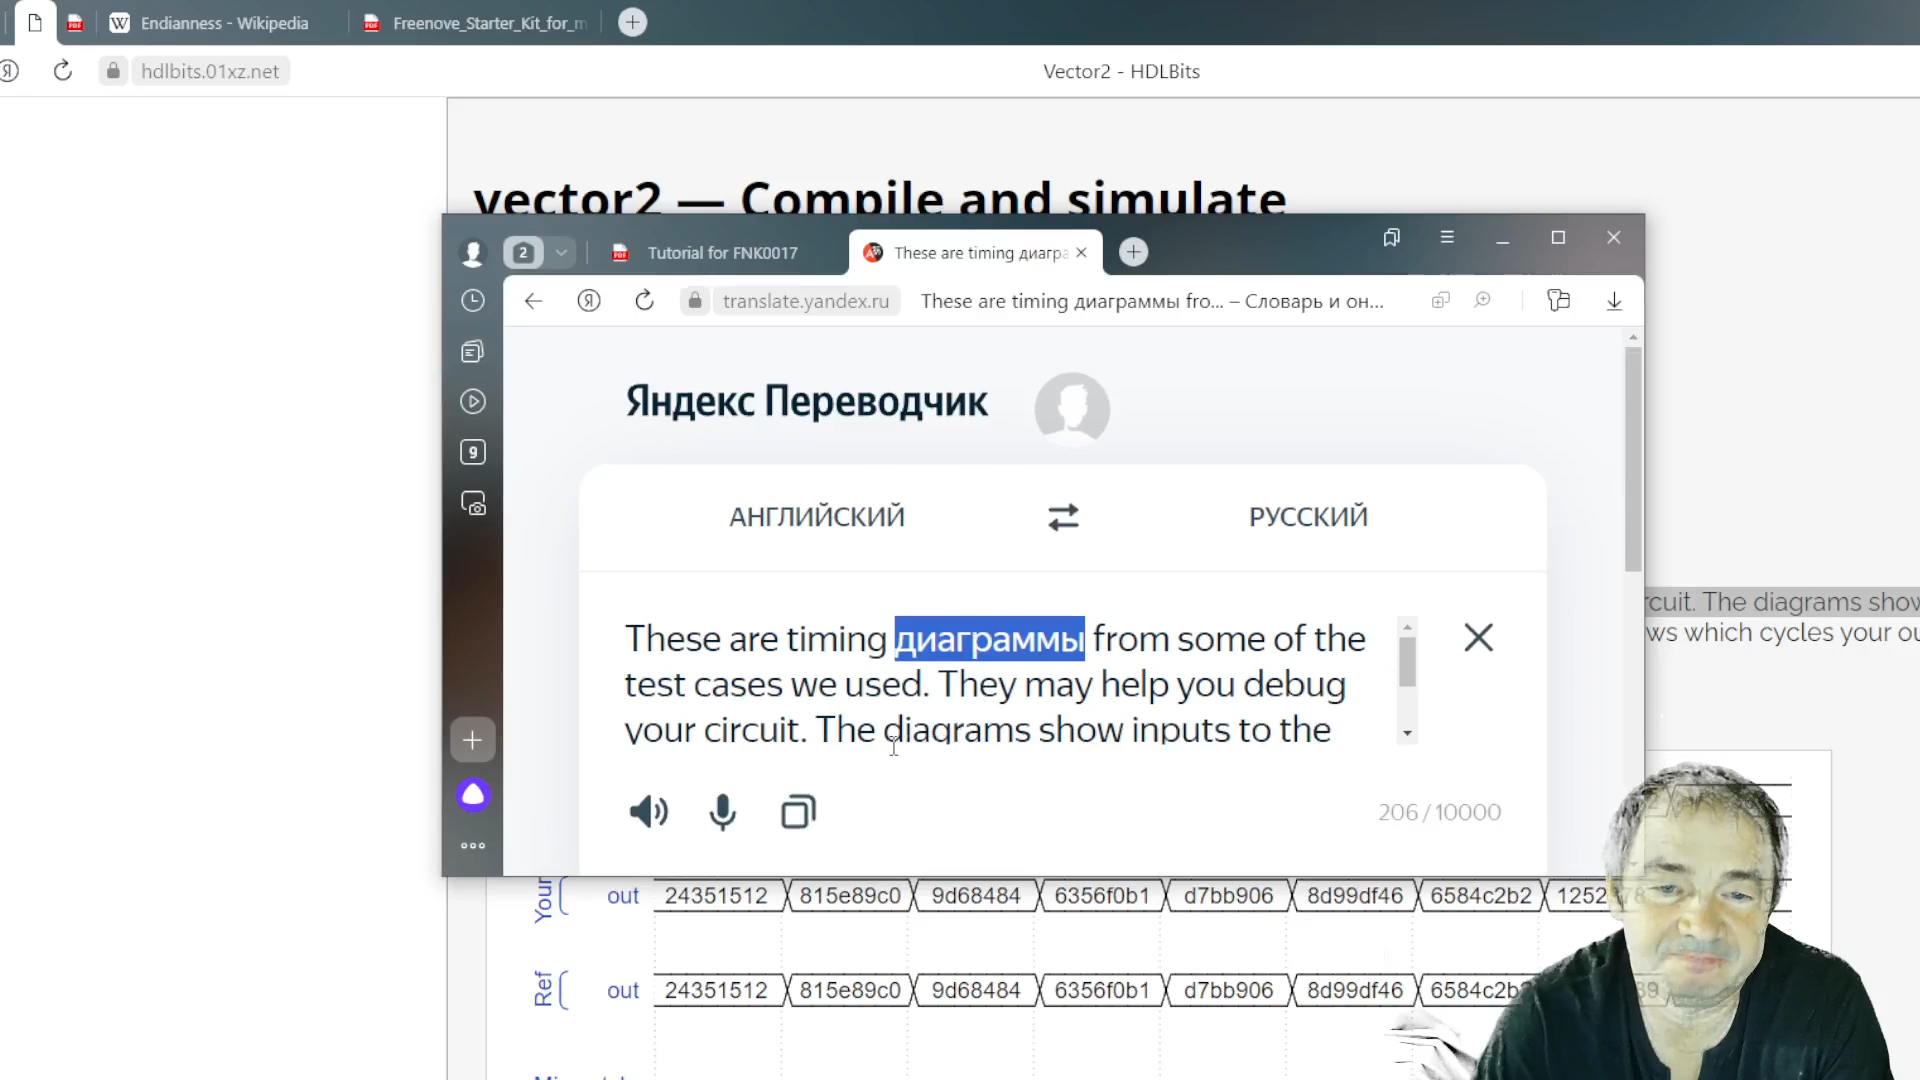 Endianness - Wikipedia
Freenove_Starter_Kit_for_m
hdlbits.01xz.net
Vector2 - HDLBits
vector2 — Compile and simulate
2
Tutorial for FNK0017
These are timing диагра
translate.yandex.ru
These are timing диаграммы fro... – Словарь и он...
9
Яндекс Переводчик
АНГЛИЙСКИЙ
РУССКИЙ
These are timing диаграммы from some of the
test cases we used. They may help you debug
your circuit. The diagrams show inputs to the
206/10000
rcuit. The diagrams show
ws which cycles your ou
Your out 24351512 815e89c0 9d68484 6356f0b1 d7bb906 8d99df46 6584c2b2 1252
Ref out 24351512 815e89c0 9d68484 6356f0b1 d7bb906 8d99df46 6584c2b